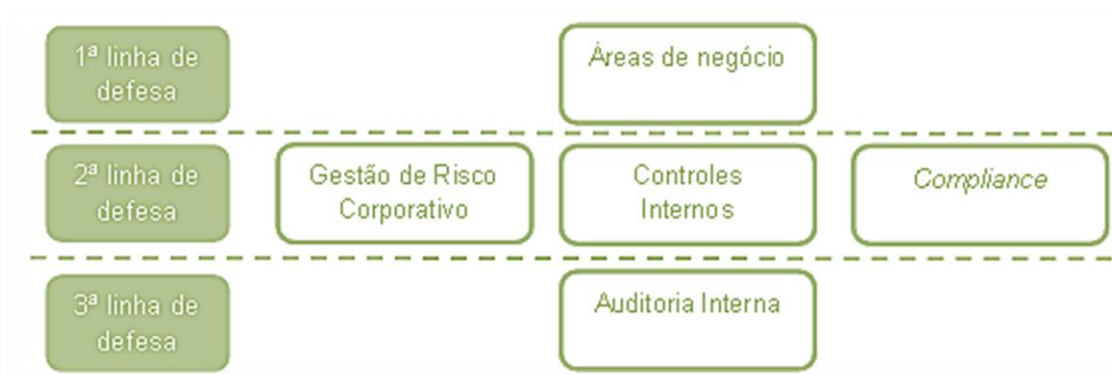 1ª linha de
defesa
Áreas de negócio
2ª linha de
defesa
Gestão de Risco
Corporativo
Controles
Internos
Compliance
3ª linha de
defesa
Auditoria Interna